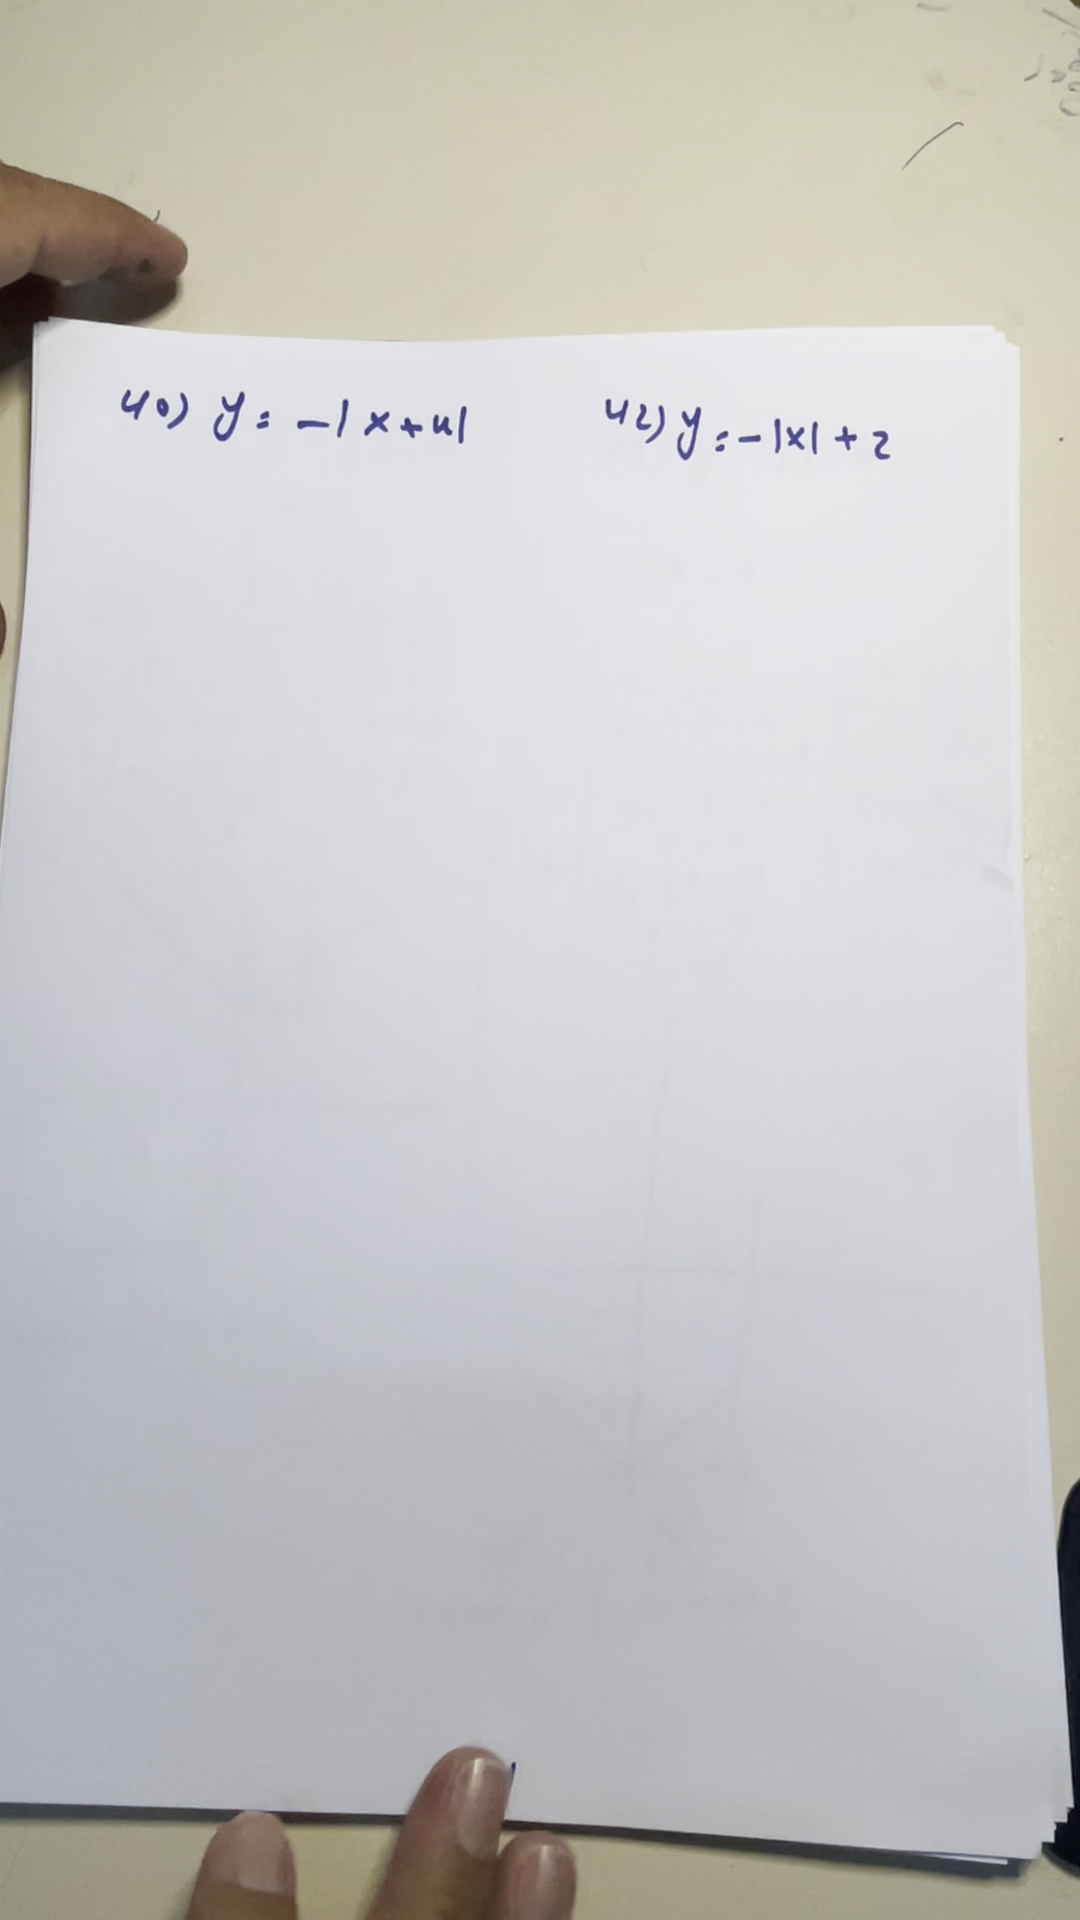 40) y = -|x+4|
42) y = -|x| + 2